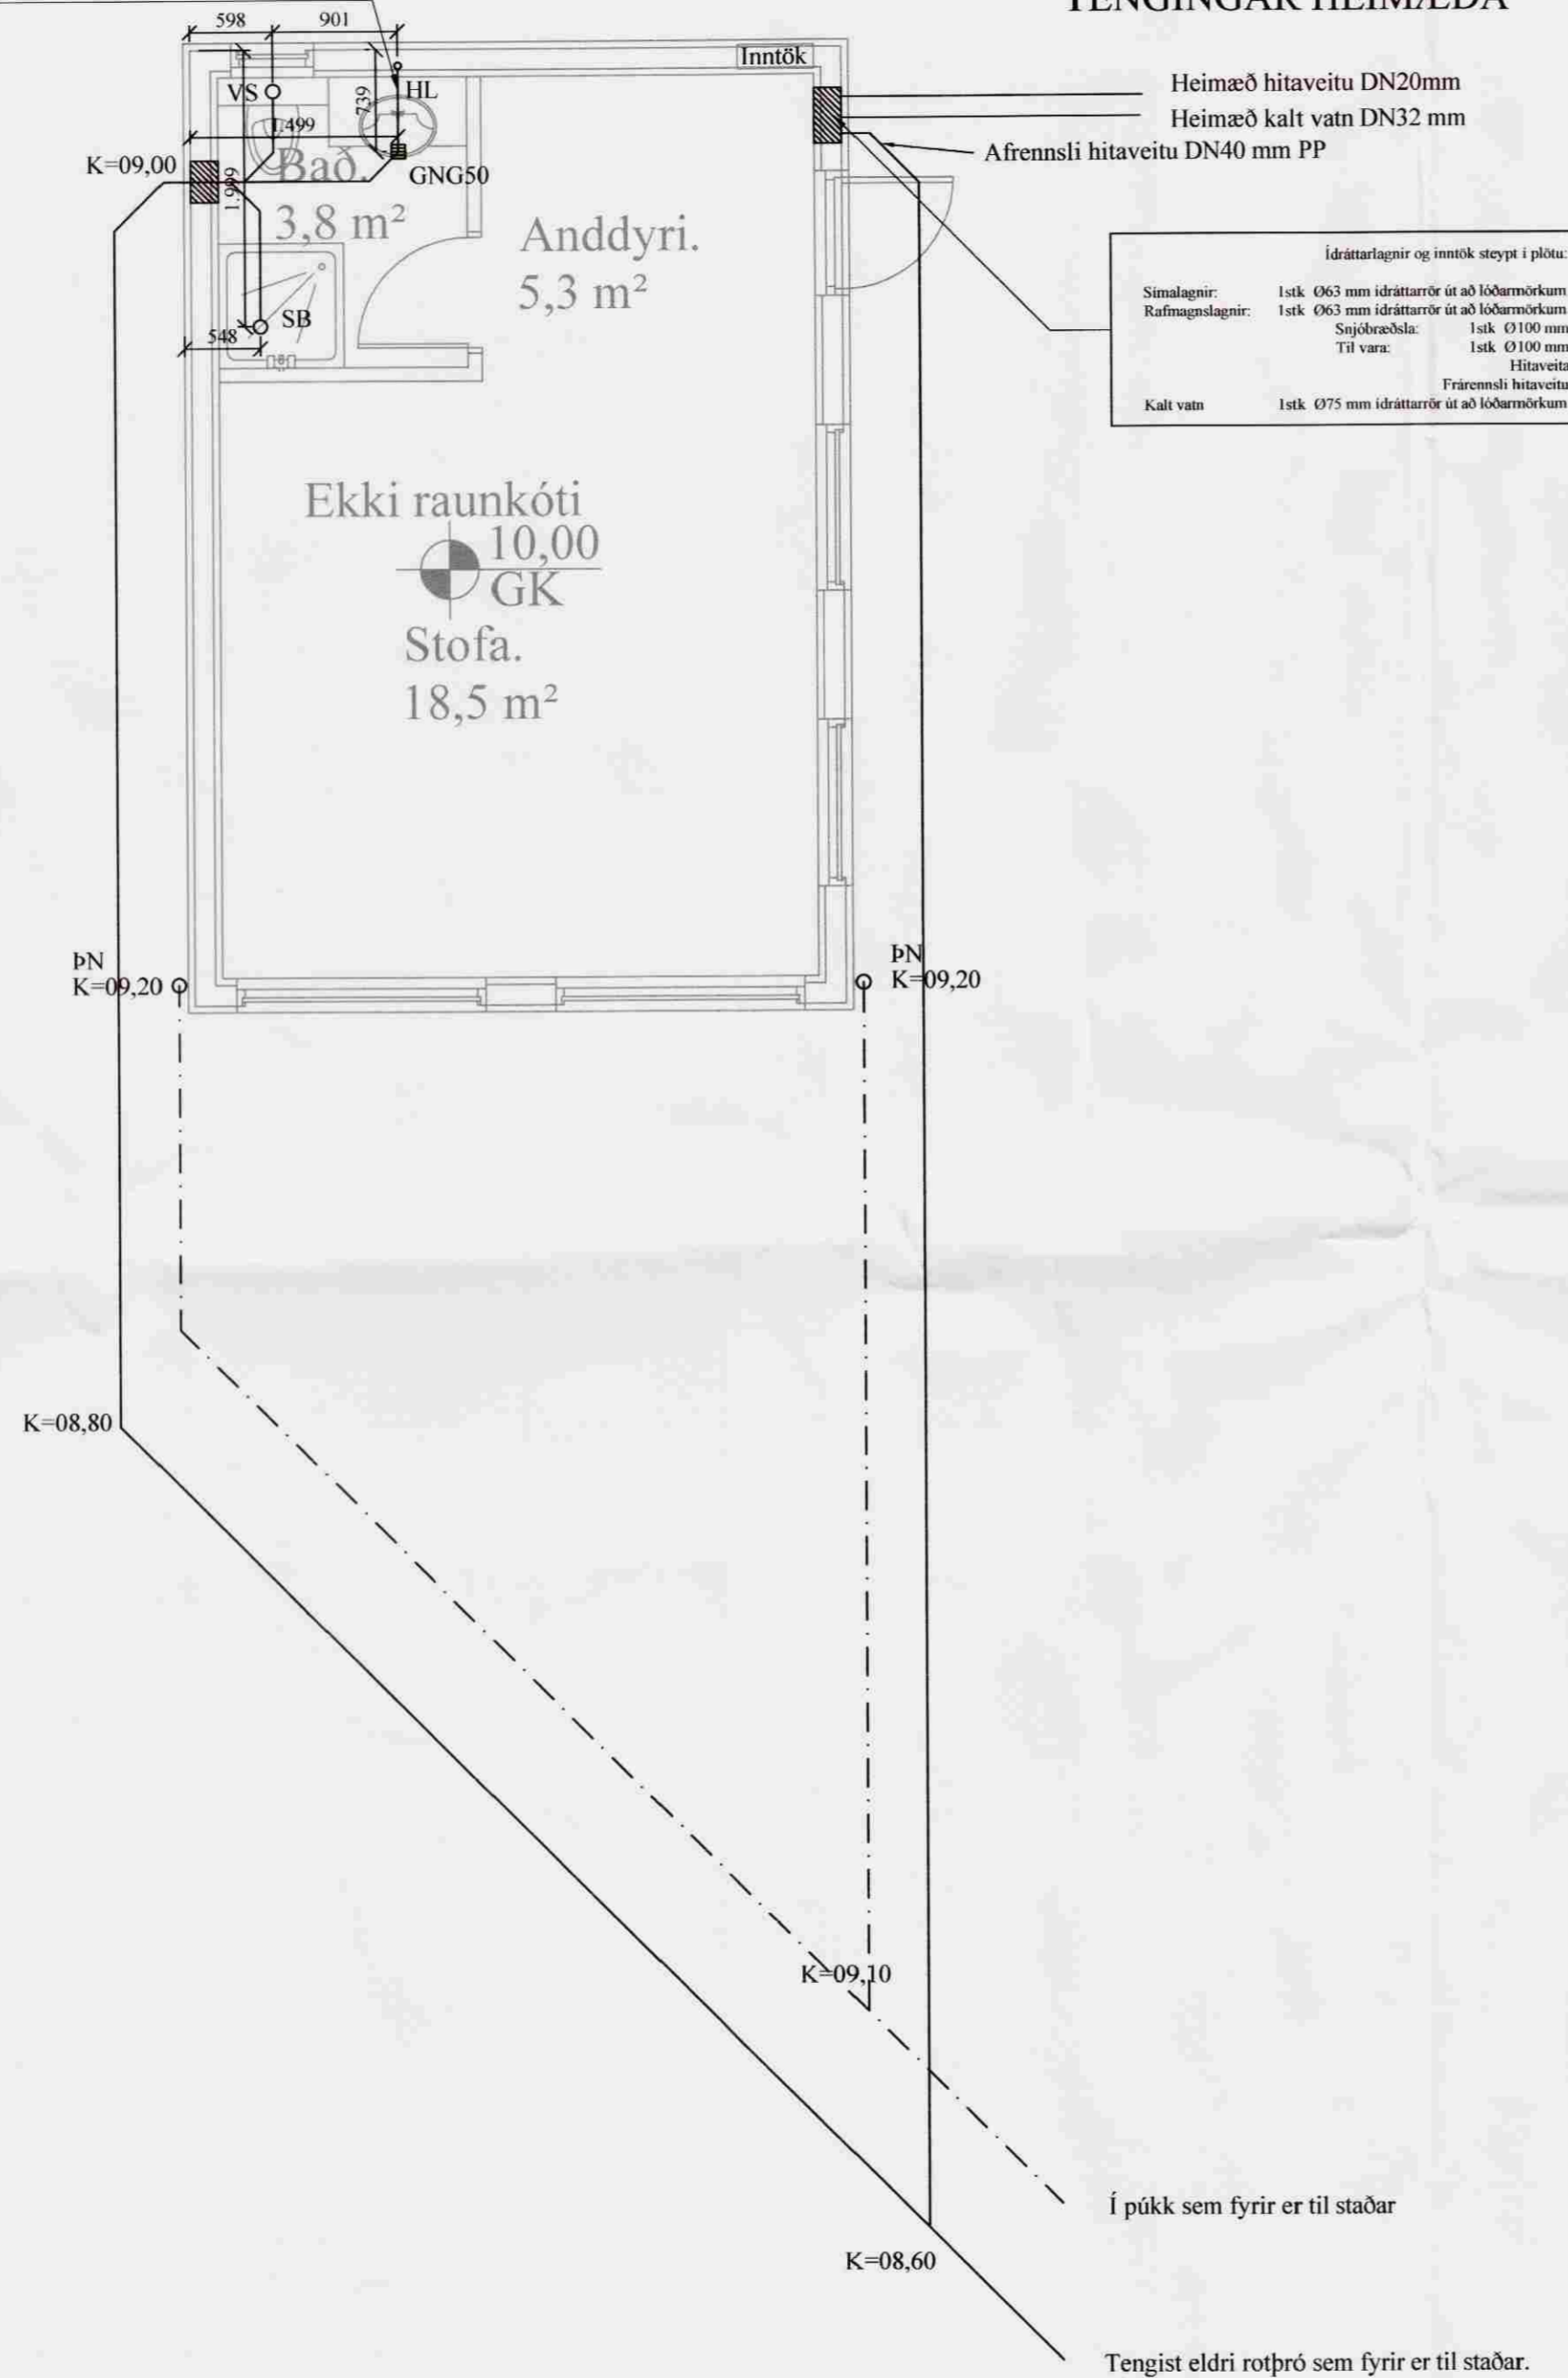 TENGINGAR HEIMÆÐA
598
901
Inntök
VS
HL
739
1.499
Heimæð hitaveitu DN20mm
Heimæð kalt vatn DN32 mm
Afrennsli hitaveitu DN40 mm PP
K=09,00
Bað.
GNG50
1.999
3,8 m²
Anddyri.
5,3 m²
Ídráttarlagnir og inntök steypt í plötu:
Símalagnir: 1stk Ø63 mm ídráttarrör út að lóðarmörkum
Rafmagnslagnir: 1stk Ø63 mm ídráttarrör út að lóðarmörkum
Snjóbræðsla: 1stk Ø100 mm
Til vara: 1stk Ø100 mm
Hitaveita
Frárennsli hitaveitu
Kalt vatn 1stk Ø75 mm ídráttarrör út að lóðarmörkum
SB
548
Ekki raunkóti
10,00
GK
Stofa.
18,5 m²
ÞN
K=09,20
ÞN
K=09,20
K=08,80
K=09,10
Í púkk sem fyrir er til staðar
K=08,60
Tengist eldri rotþró sem fyrir er til staðar.